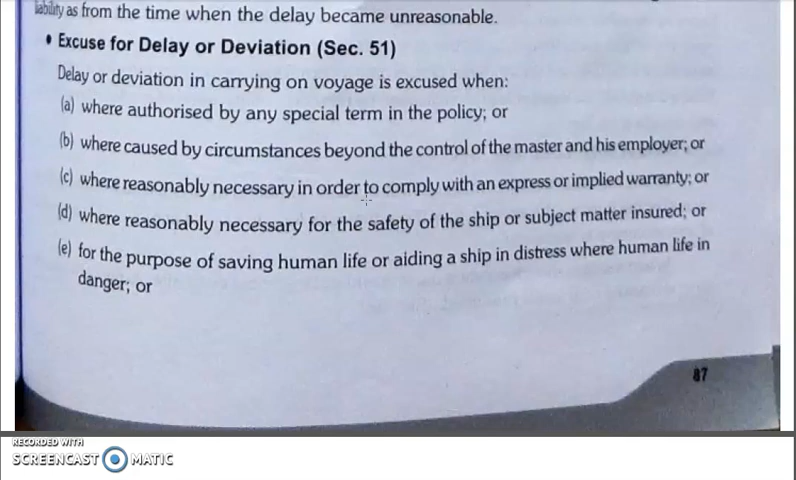 liability as from the time when the delay became unreasonable.
• Excuse for Delay or Deviation (Sec. 51)
Delay or deviation in carrying on voyage is excused when:
(a) where authorised by any special term in the policy; or
(b) where caused by circumstances beyond the control of the master and his employer; or
(c) where reasonably necessary in order to comply with an express or implied warranty; or
(d) where reasonably necessary for the safety of the ship or subject matter insured; or
(e) for the purpose of saving human life or aiding a ship in distress where human life in
danger; or
87
RECORDED WITH
SCREENCAST MATIC